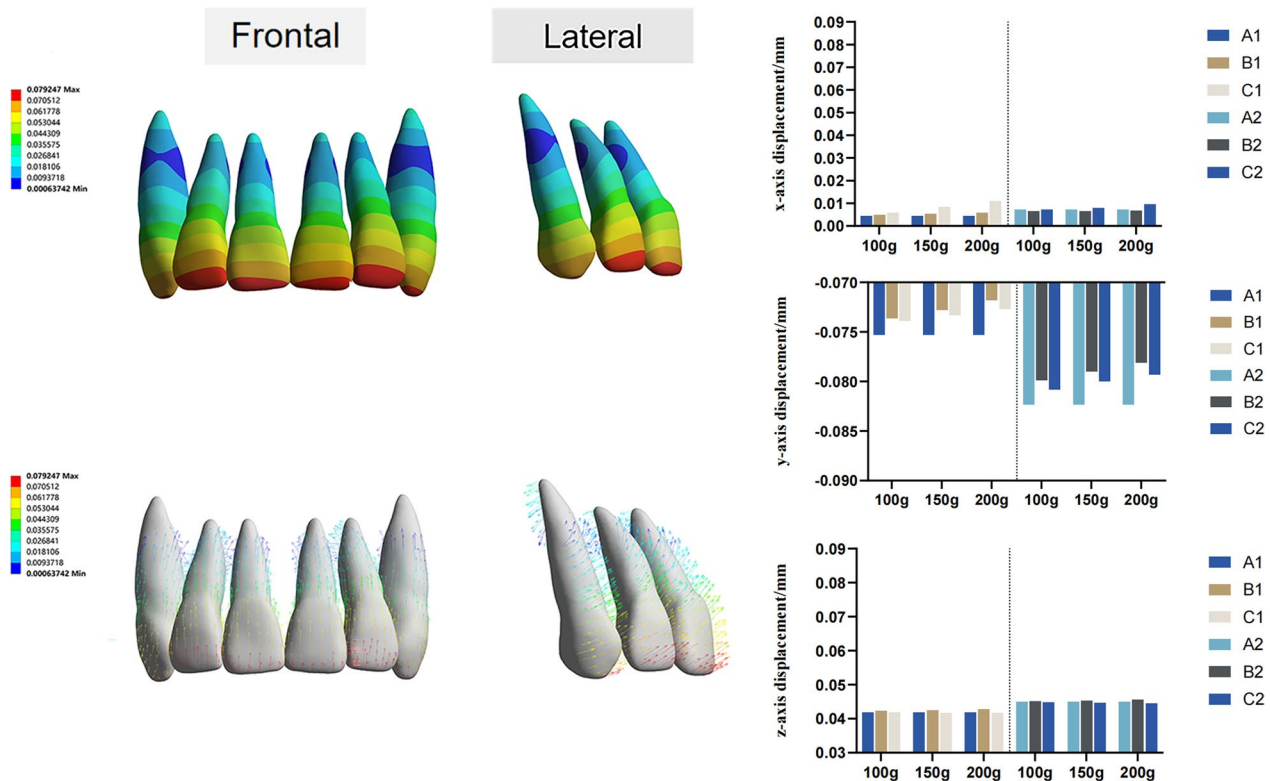 Frontal
Lateral
0.079247 Max
0.070512
0.061778
0.053044
0.044309
0.035575
0.026841
0.018106
0.0093718
0.00063742 Min
0.079247 Max
0.070512
0.061778
0.053044
0.044309
0.035575
0.026841
0.018106
0.0093718
0.00063742 Min
x-axis displacement/mm
0.09
0.09
0.08
0.07
0.06
0.05
0.04
0.03
0.02
0.01
0.00
100g 150g 200g 100g 150g 200g
A1
B1
C1
A2
B2
C2
y-axis displacement/mm
-0.070
-0.075
-0.080
-0.085
-0.090
100g 150g 200g 100g 150g 200g
A1
B1
C1
A2
B2
C2
z-axis displacement/mm
0.09
0.08
0.07
0.06
0.05
0.04
0.03
100g 150g 200g 100g 150g 200g
A1
B1
C1
A2
B2
C2